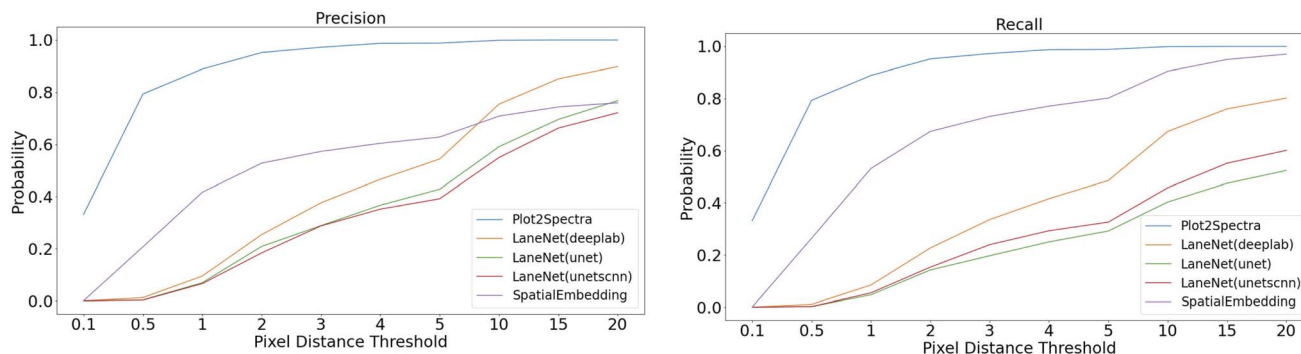 Precision
1.0
0.8
0.6
0.4
0.2
0.0
Probability
0.1 0.5 1 2 3 4 5 10 15 20
Pixel Distance Threshold
Plot2Spectra
LaneNet(deeplab)
LaneNet(unet)
LaneNet(unetscnn)
SpatialEmbedding
Recall
1.0
0.8
0.6
0.4
0.2
0.0
Probability
0.1 0.5 1 2 3 4 5 10 15 20
Pixel Distance Threshold
Plot2Spectra
LaneNet(deeplab)
LaneNet(unet)
LaneNet(unetscnn)
SpatialEmbedding